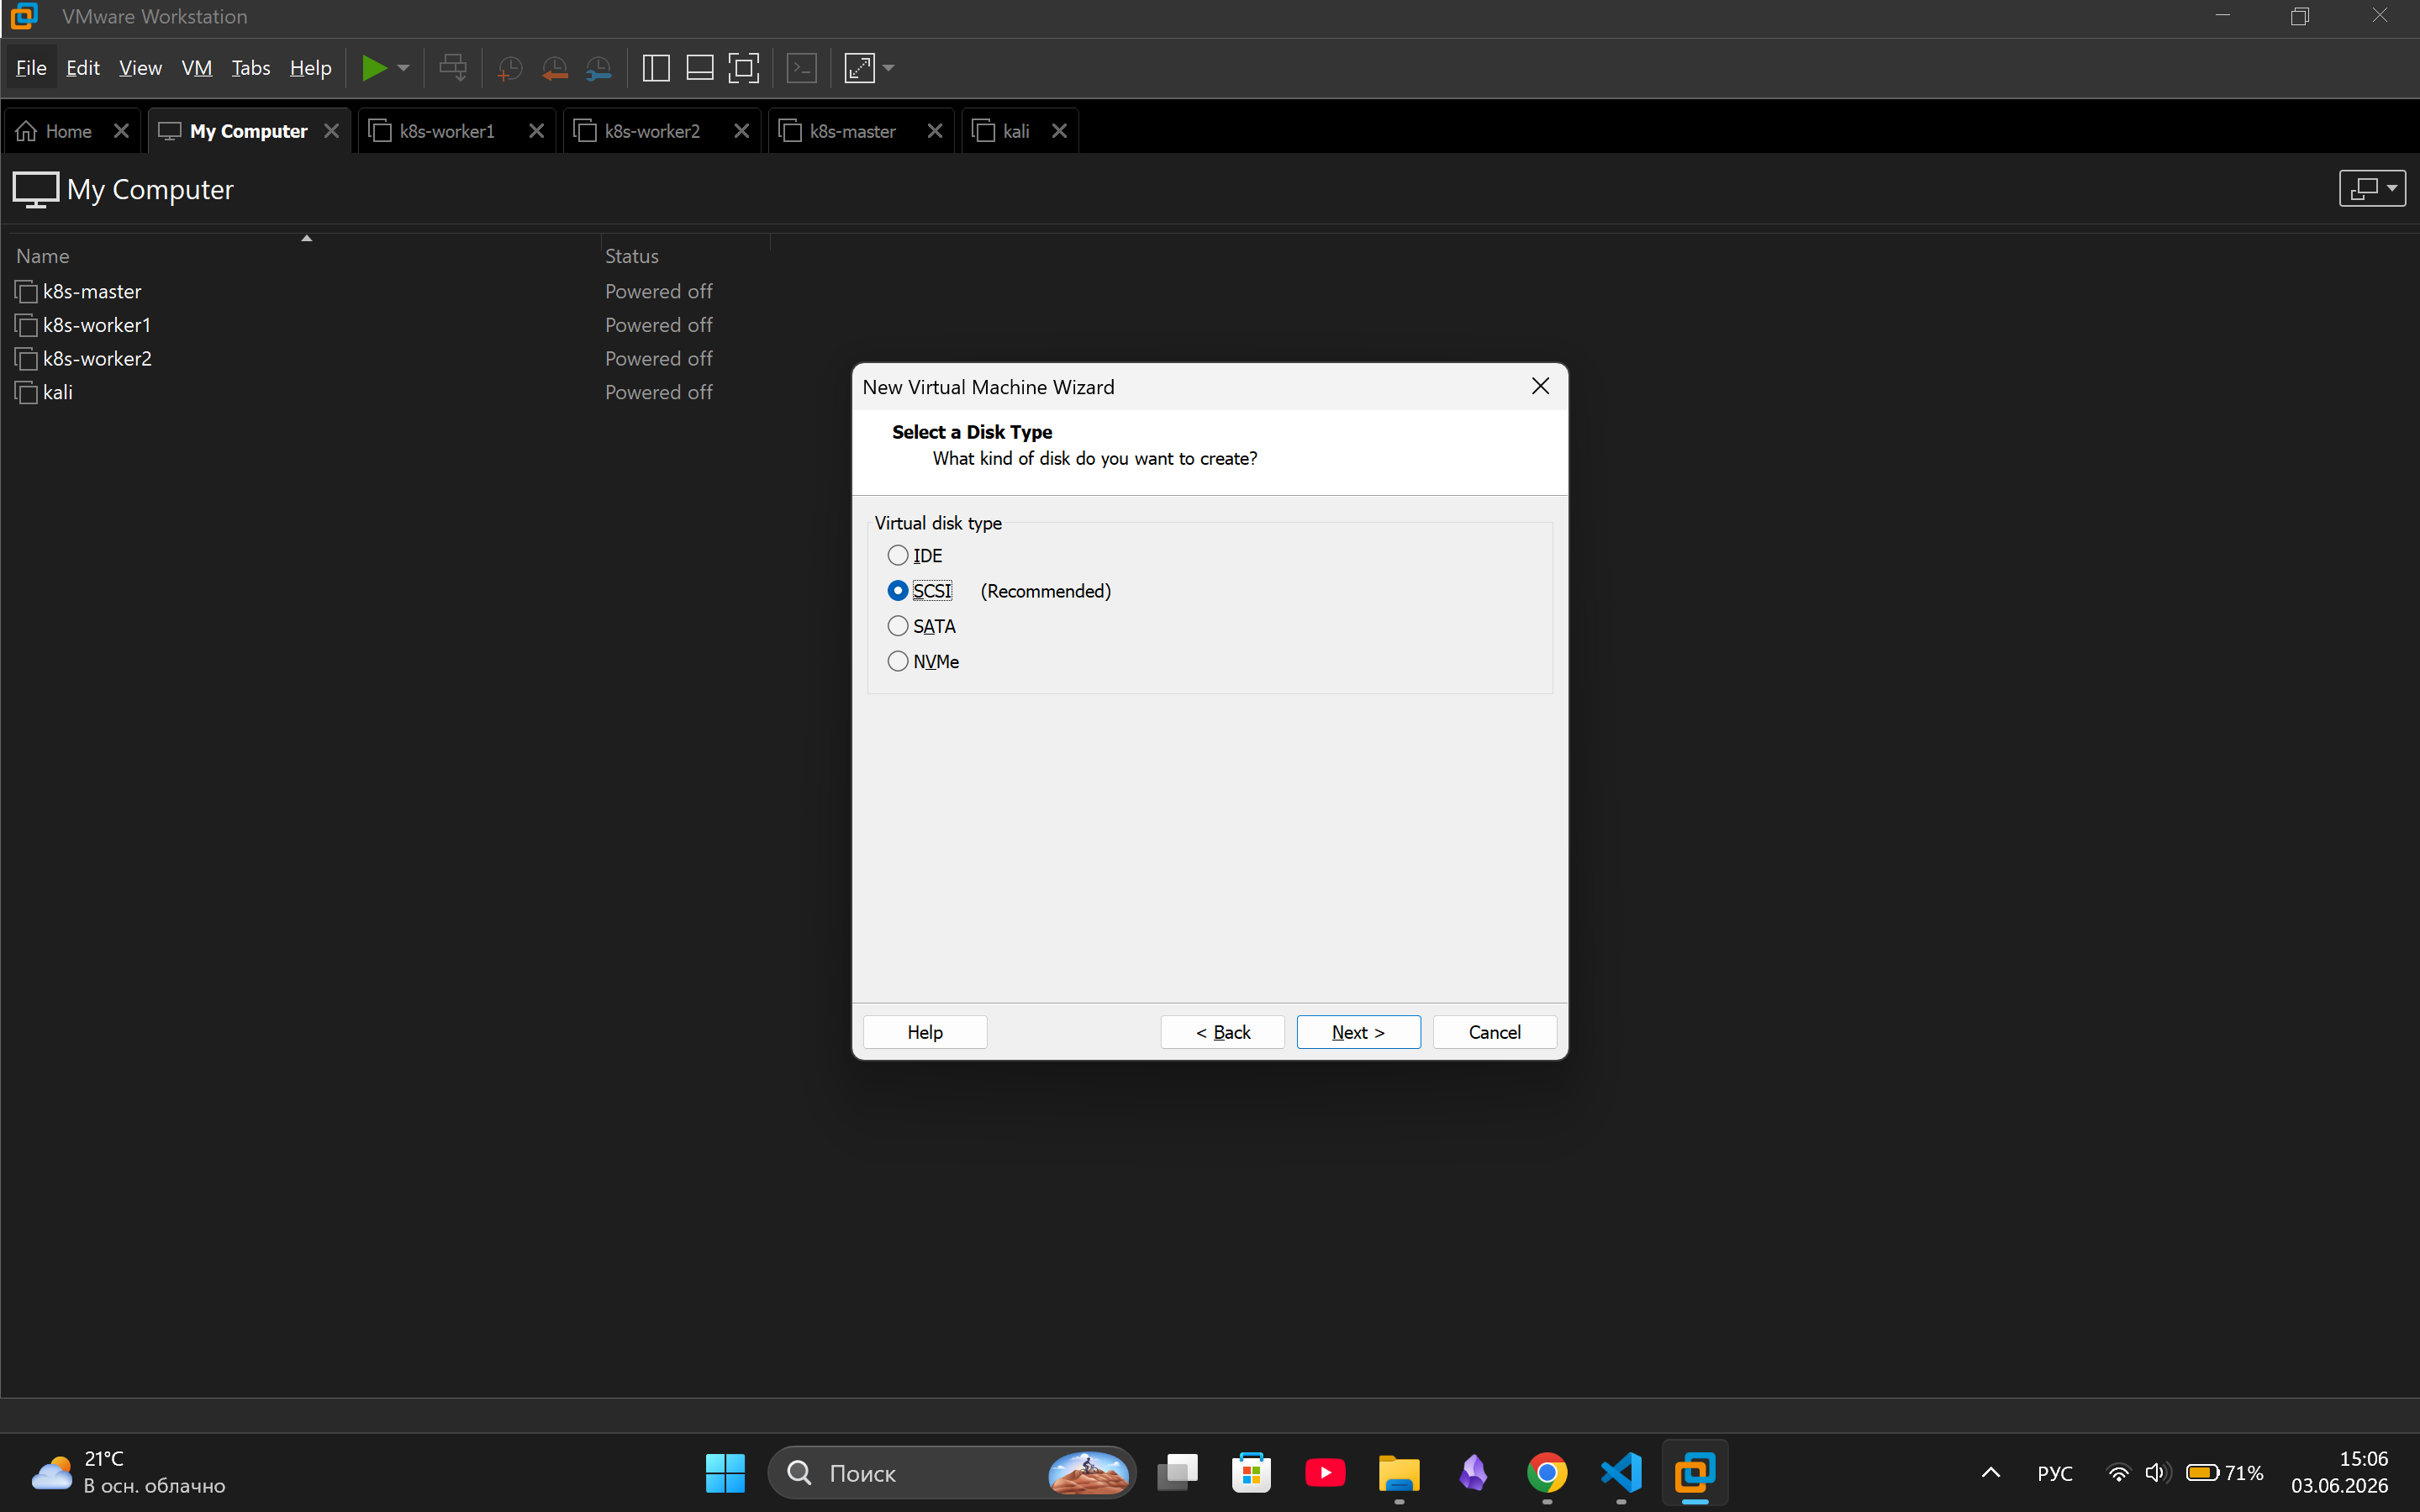 VMware Workstation
File Edit View VM Tabs Help
Home My Computer k8s-worker1 k8s-worker2 k8s-master kali
My Computer
Name Status
k8s-master Powered off
k8s-worker1 Powered off
k8s-worker2 Powered off
kali Powered off
New Virtual Machine Wizard
Select a Disk Type
What kind of disk do you want to create?
Virtual disk type
IDE
SCSI (Recommended)
SATA
NVMe
Help < Back Next > Cancel
21°C
В осн. облачно
Поиск
РУС
71%
15:06
03.06.2026